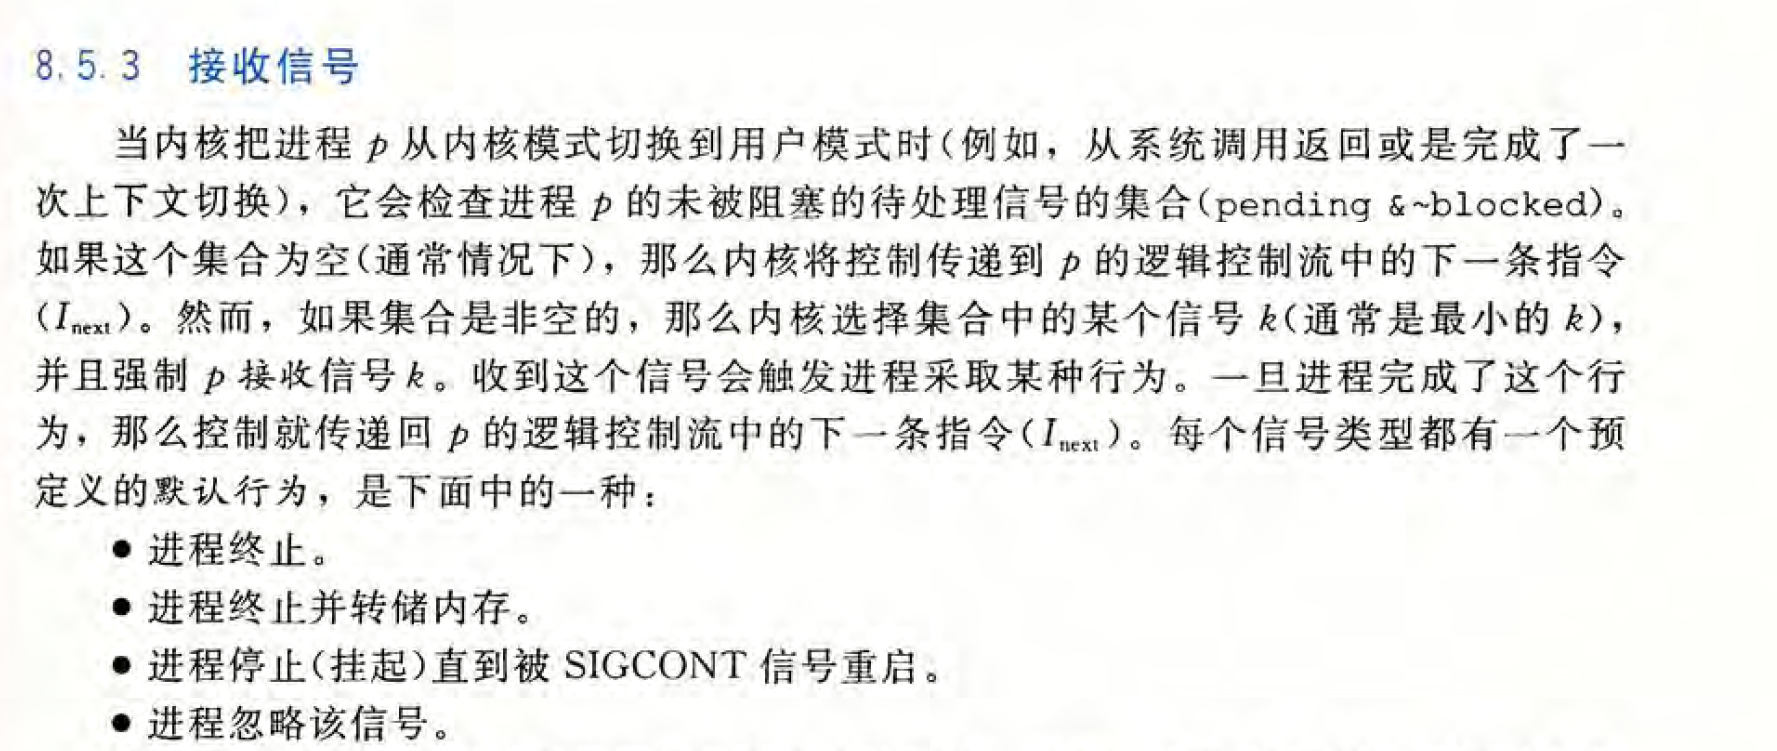 8.5.3 接收信号
当内核把进程 p 从内核模式切换到用户模式时(例如，从系统调用返回或是完成了一
次上下文切换)，它会检查进程 p 的未被阻塞的待处理信号的集合(pending &~blocked)。
如果这个集合为空(通常情况下)，那么内核将控制传递到 p 的逻辑控制流中的下一条指令
(Inext)。然而，如果集合是非空的，那么内核选择集合中的某个信号 k(通常是最小的 k)，
并且强制 p 接收信号 k。收到这个信号会触发进程采取某种行为。一旦进程完成了这个行
为，那么控制就传递回 p 的逻辑控制流中的下一条指令(Inext)。每个信号类型都有一个预
定义的默认行为，是下面中的一种：
● 进程终止。
● 进程终止并转储内存。
● 进程停止(挂起)直到被 SIGCONT 信号重启。
● 进程忽略该信号。